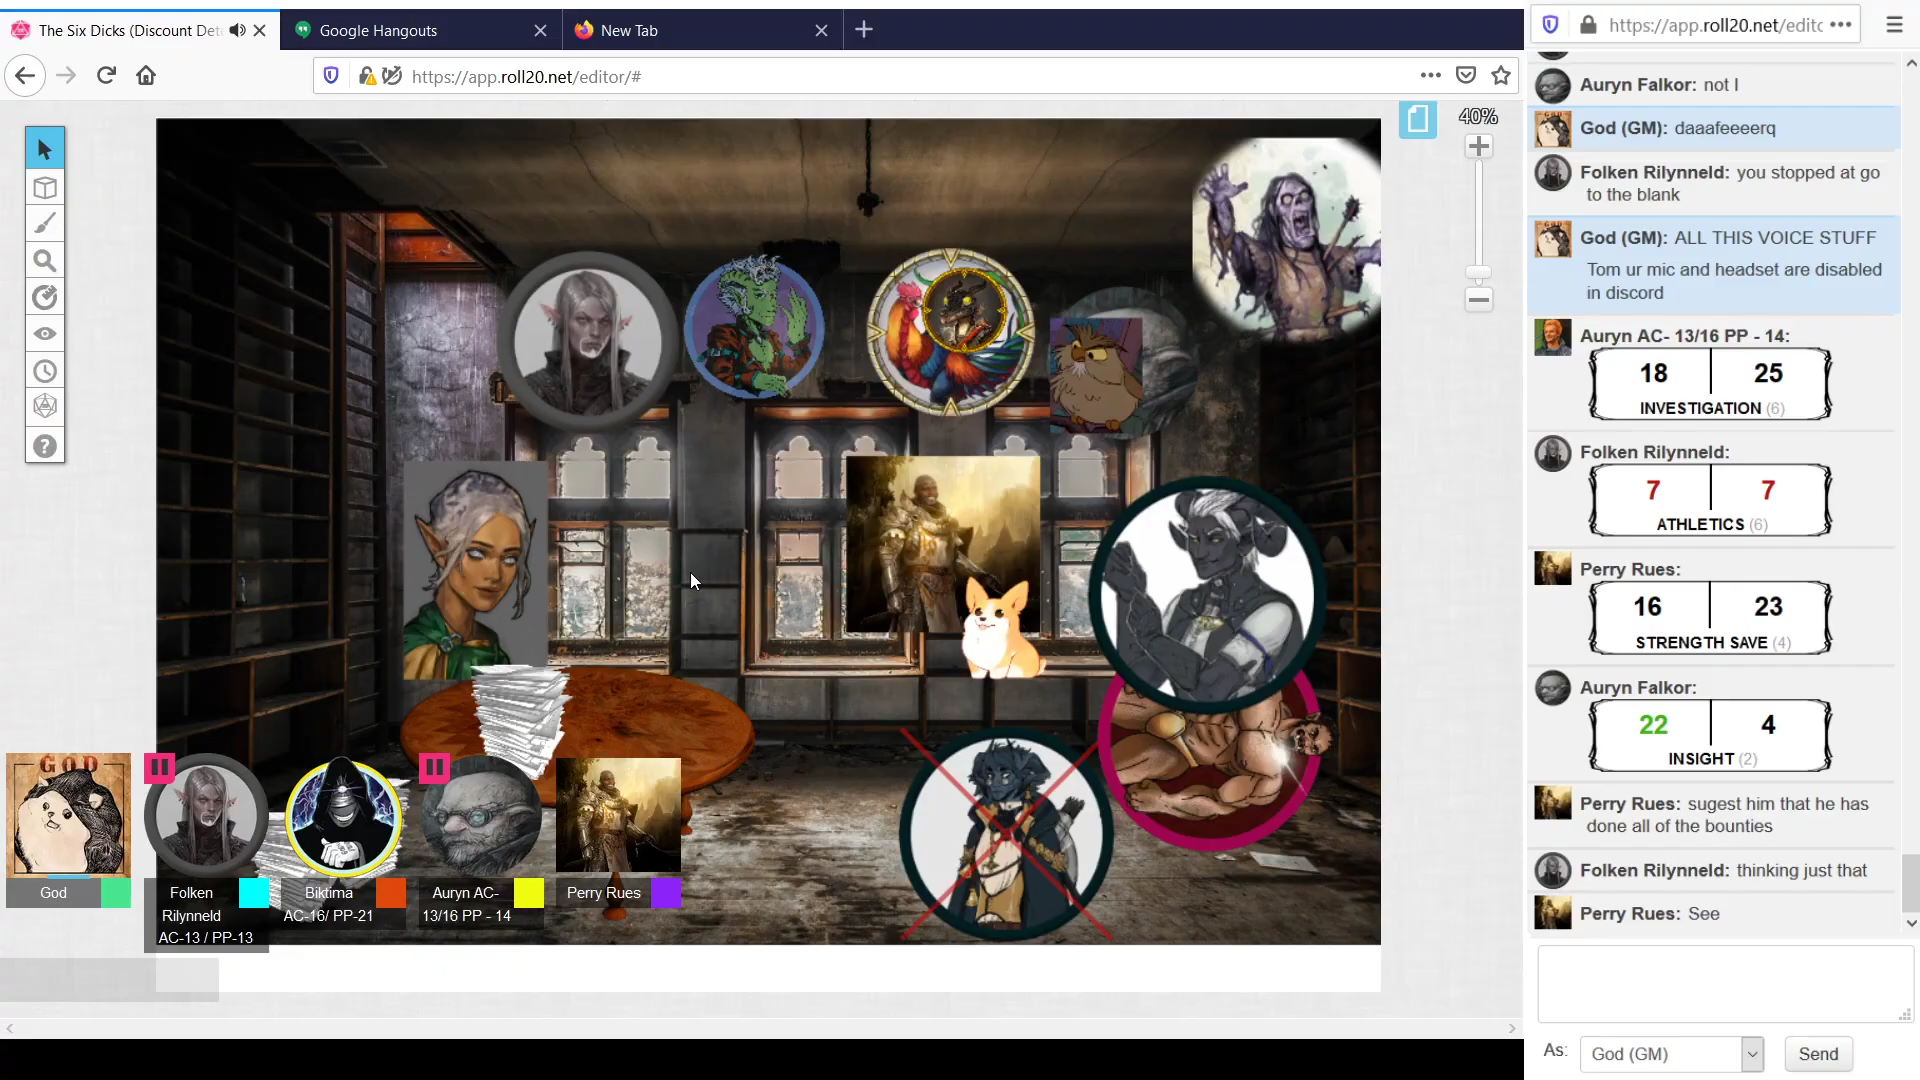 The Six Dicks (Discount Det
Google Hangouts
New Tab
https://app.roll20.net/editor/#
https://app.roll20.net/editc
40%
Auryn Falkor: not I
God (GM): daaafeeeerq
Folken Rilynneld: you stopped at go
to the blank
God (GM): ALL THIS VOICE STUFF
Tom ur mic and headset are disabled
in discord
Auryn AC- 13/16 PP - 14:
18 25
INVESTIGATION (6)
Folken Rilynneld:
7 7
ATHLETICS (6)
Perry Rues:
16 23
STRENGTH SAVE (4)
Auryn Falkor:
22 4
INSIGHT (2)
Perry Rues: sugest him that he has
done all of the bounties
Folken Rilynneld: thinking just that
Perry Rues: See
As: God (GM) Send
GOD
God
Folken
Rilynneld
AC-13 / PP-13
Biktima
AC-16/ PP-21
Auryn AC-
13/16 PP - 14
Perry Rues